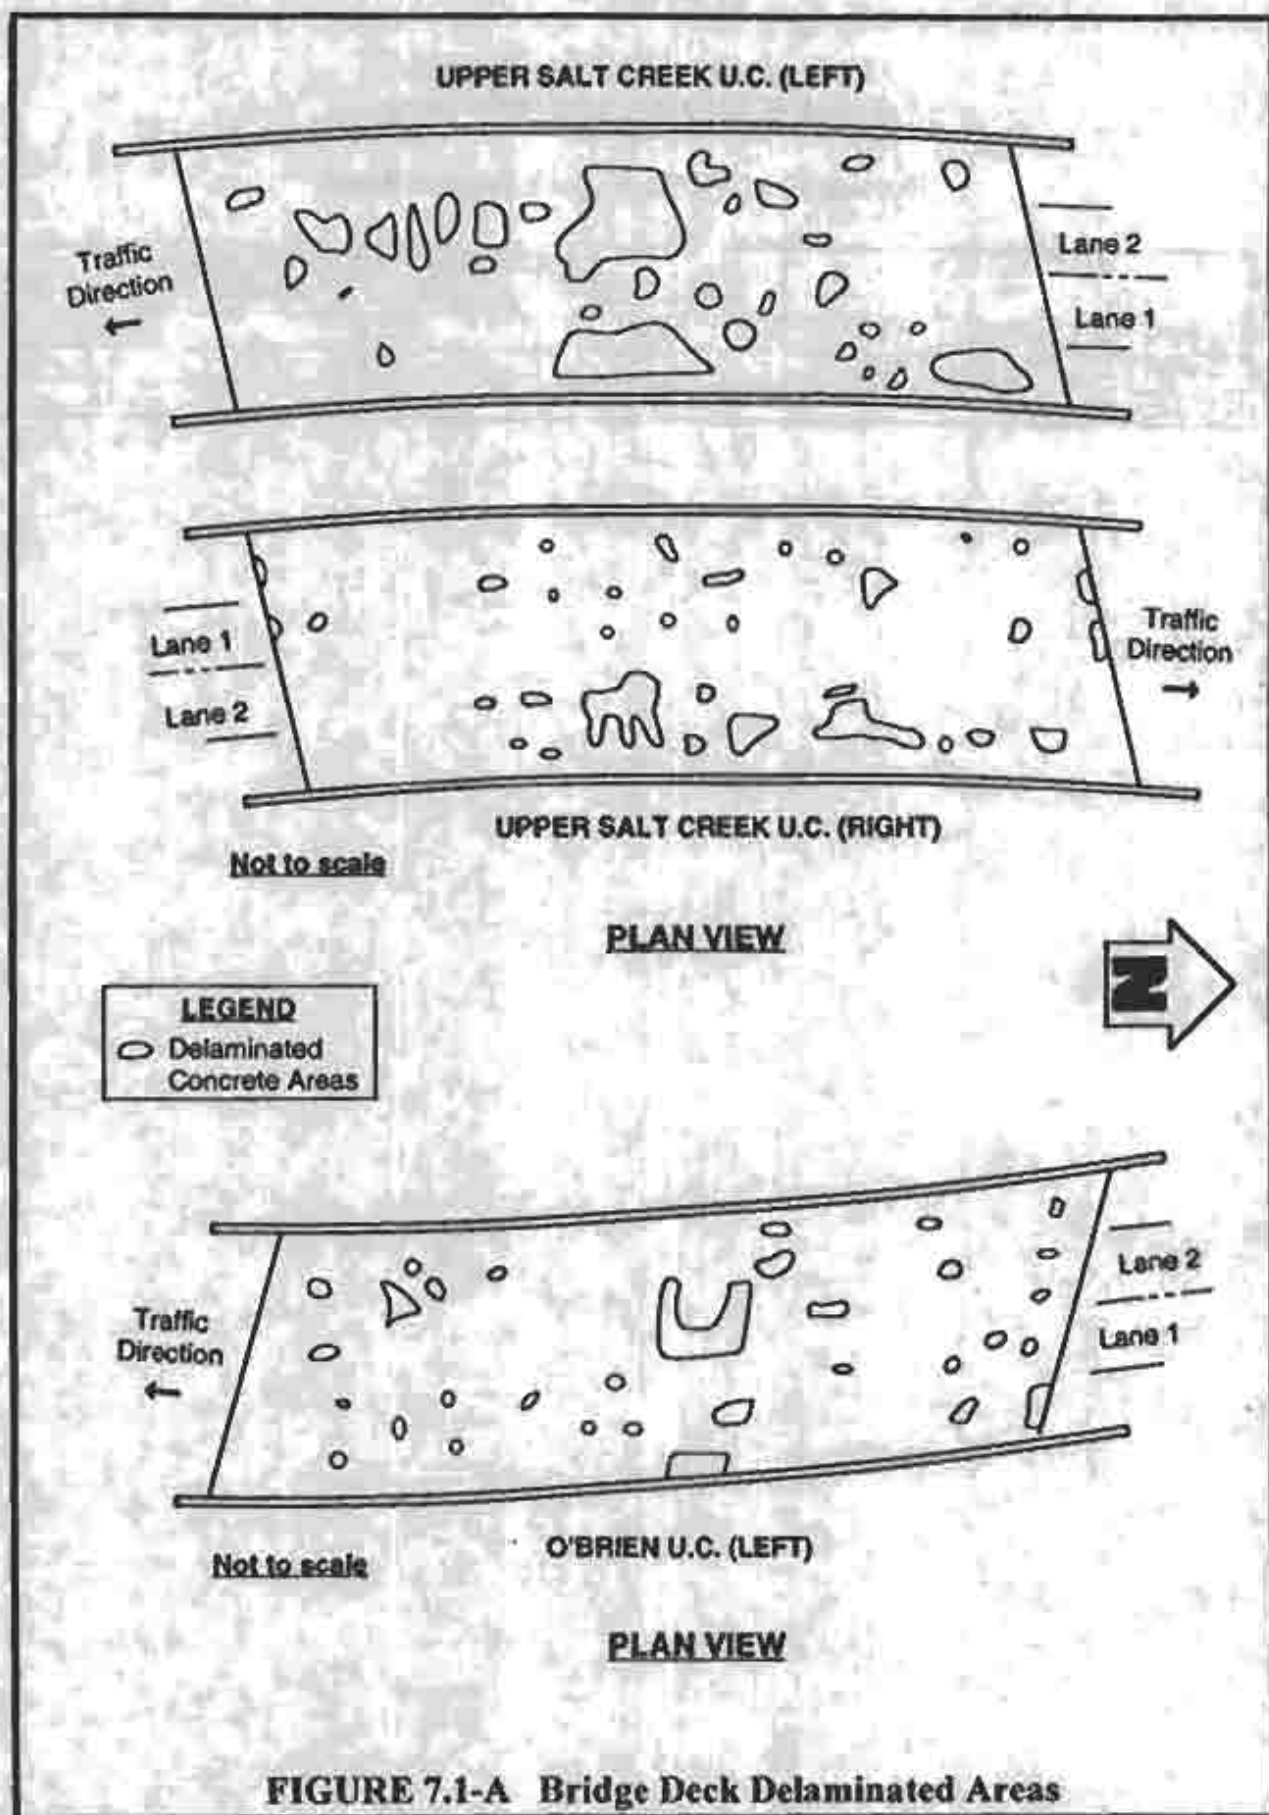 UPPER SALT CREEK U.C. (LEFT)
Traffic
Direction
Lane 2
Lane 1
Lane 1
Lane 2
Traffic
Direction
UPPER SALT CREEK U.C. (RIGHT)
Not to scale
PLAN VIEW
N
LEGEND
Delaminated
Concrete Areas
Traffic
Direction
Lane 2
Lane 1
O'BRIEN U.C. (LEFT)
Not to scale
PLAN VIEW
FIGURE 7.1-A Bridge Deck Delaminated Areas